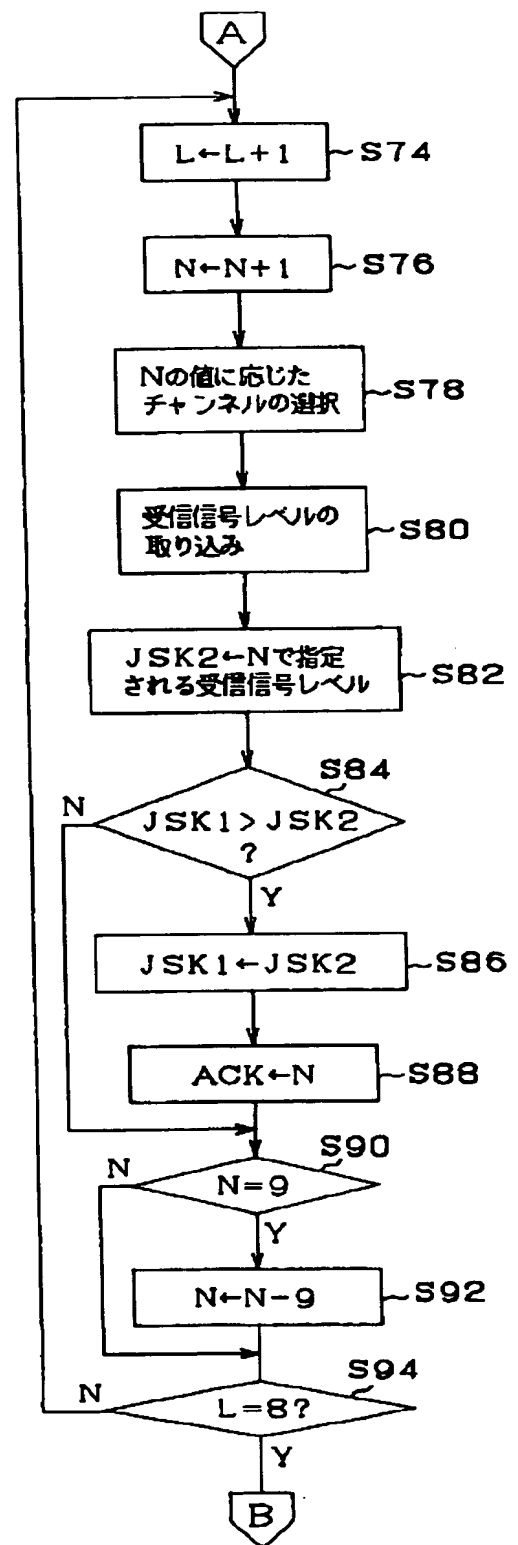 A
L←L+1
S74
N←N+1
S76
Nの値に応じた
チャンネルの選択
S78
受信信号レベルの
取り込み
S80
JSK2←Nで指定
される受信信号レベル
S82
S84
N
JSK1>JSK2
?
Y
JSK1←JSK2
S86
ACK←N
S88
S90
N
N=9
Y
N←N-9
S92
S94
N
L=8?
Y
B